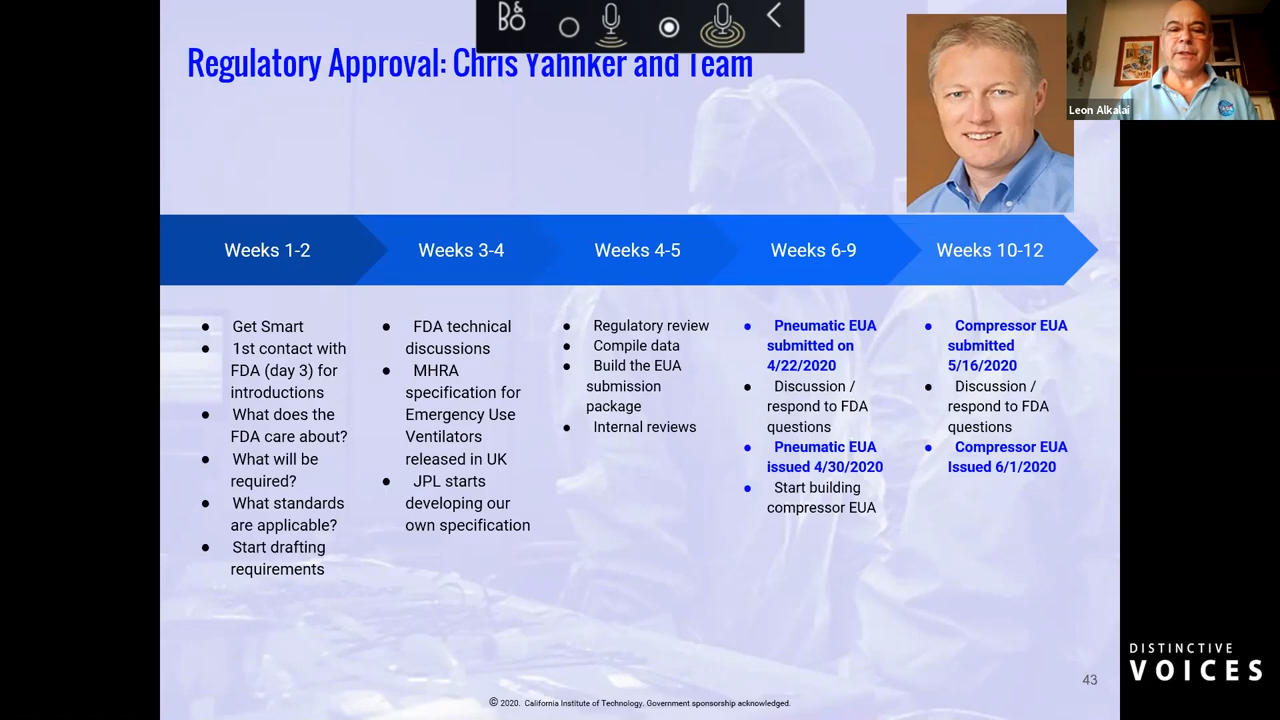 B&
BO
Regulatory Approval: Chris Yahnker and Team
Leon Alkalai
NASA
Weeks 1-2
Weeks 3-4
Weeks 4-5
Weeks 6-9
Weeks 10-12
● Get Smart
● 1st contact with
FDA (day 3) for
introductions
● What does the
FDA care about?
● What will be
required?
● What standards
are applicable?
● Start drafting
requirements
● FDA technical
discussions
● MHRA
specification for
Emergency Use
Ventilators
released in UK
● JPL starts
developing our
own specification
● Regulatory review
● Compile data
● Build the EUA
submission
package
● Internal reviews
● Pneumatic EUA
submitted on
4/22/2020
● Discussion /
respond to FDA
questions
● Pneumatic EUA
issued 4/30/2020
● Start building
compressor EUA
● Compressor EUA
submitted
5/16/2020
● Discussion /
respond to FDA
questions
● Compressor EUA
Issued 6/1/2020
DISTINCTIVE
VOICES
43
© 2020. California Institute of Technology. Government sponsorship acknowledged.